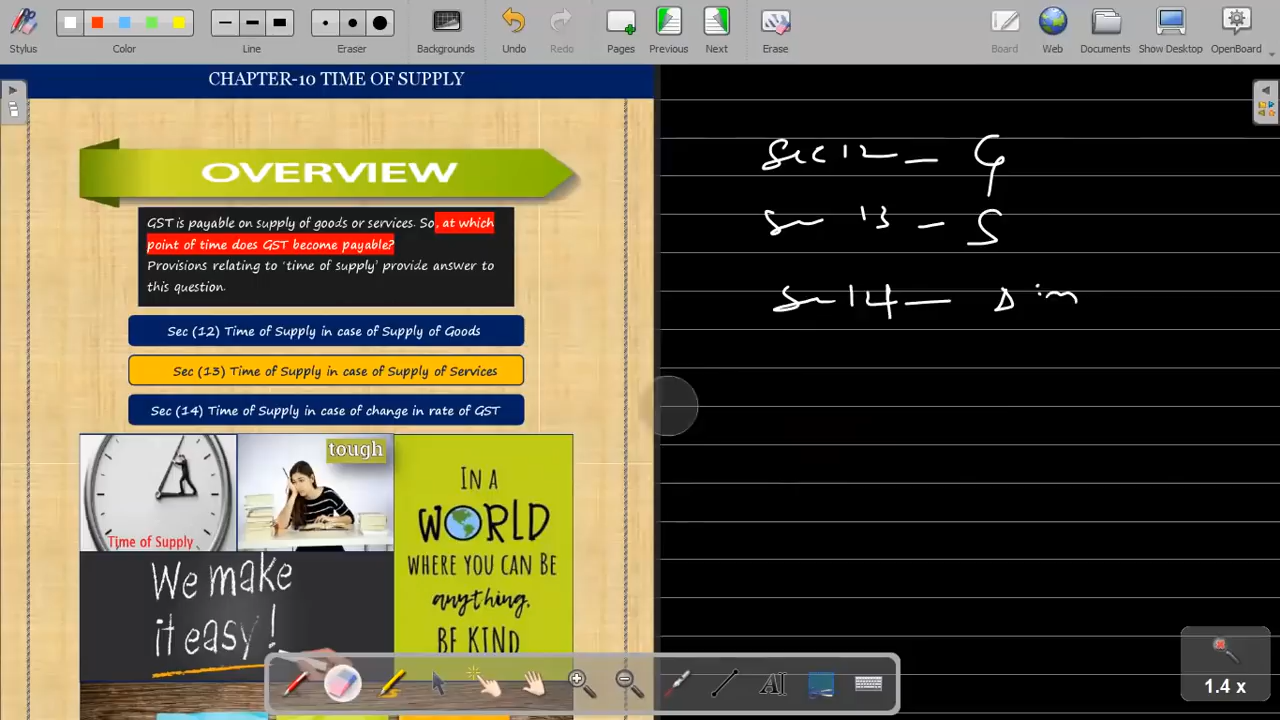 Stylus
Color
Line
Eraser
Backgrounds
Undo
Redo
Pages
Previous
Next
Erase
Board
Web
Documents
Show Desktop
OpenBoard
CHAPTER-10 TIME OF SUPPLY
OVERVIEW
GST is payable on supply of goods or services. So, at which
point of time does GST become payable?
Provisions relating to 'time of supply' provide answer to
this question.
Sec (12) Time of Supply in case of Supply of Goods
Sec (13) Time of Supply in case of Supply of Services
Sec (14) Time of Supply in case of change in rate of GST
Time of Supply
tough
We make
it easy!
IN A
WORLD
WHERE YOU CAN BE
anything,
BE KIND
Sec 12 - G
Sec 13 - S
Sec 14 -
AI
1.4 x